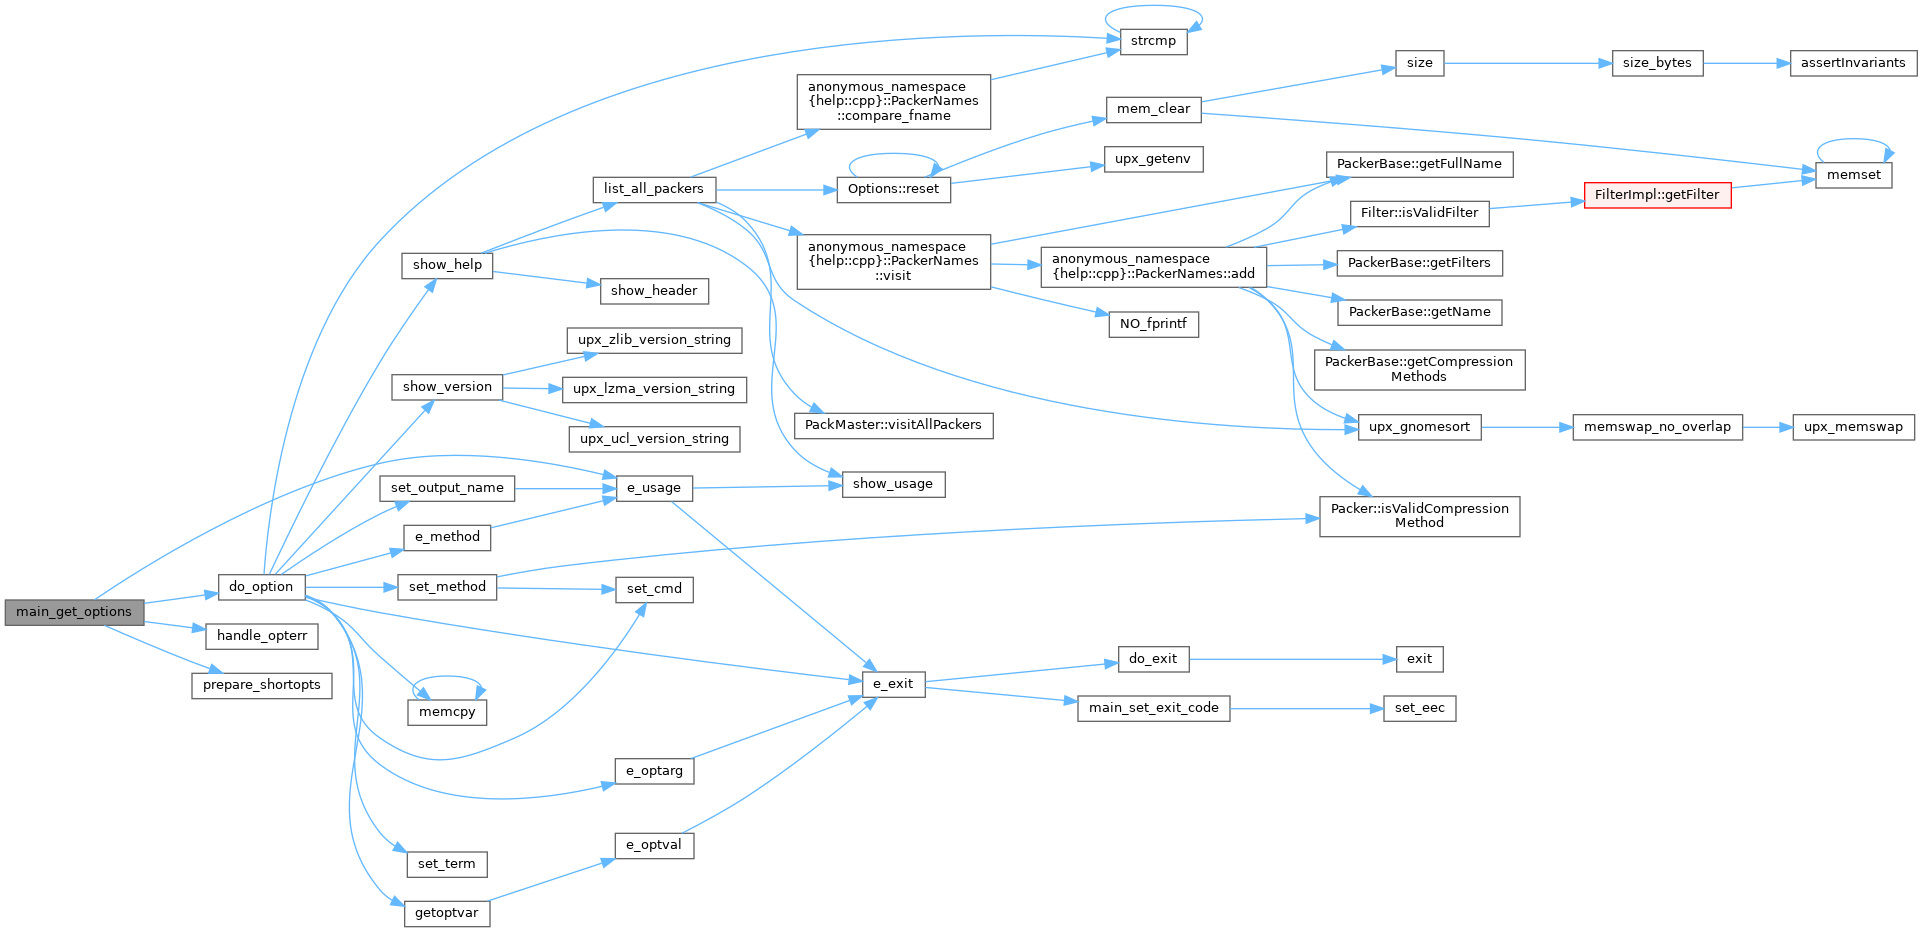 main_get_options
do_option
handle_opterr
prepare_shortopts
show_help
show_version
set_output_name
e_method
set_method
memcpy
set_term
getoptvar
list_all_packers
show_header
upx_zlib_version_string
upx_lzma_version_string
upx_ucl_version_string
e_usage
set_cmd
e_optarg
e_optval
anonymous_namespace
{help::cpp}::PackerNames
::compare_fname
Options::reset
anonymous_namespace
{help::cpp}::PackerNames
::visit
PackMaster::visitAllPackers
show_usage
e_exit
strcmp
mem_clear
upx_getenv
anonymous_namespace
{help::cpp}::PackerNames::add
NO_fprintf
do_exit
main_set_exit_code
size
PackerBase::getFullName
Filter::isValidFilter
PackerBase::getFilters
PackerBase::getName
PackerBase::getCompression
Methods
upx_gnomesort
Packer::isValidCompression
Method
exit
set_eec
size_bytes
FilterImpl::getFilter
memswap_no_overlap
assertInvariants
memset
upx_memswap